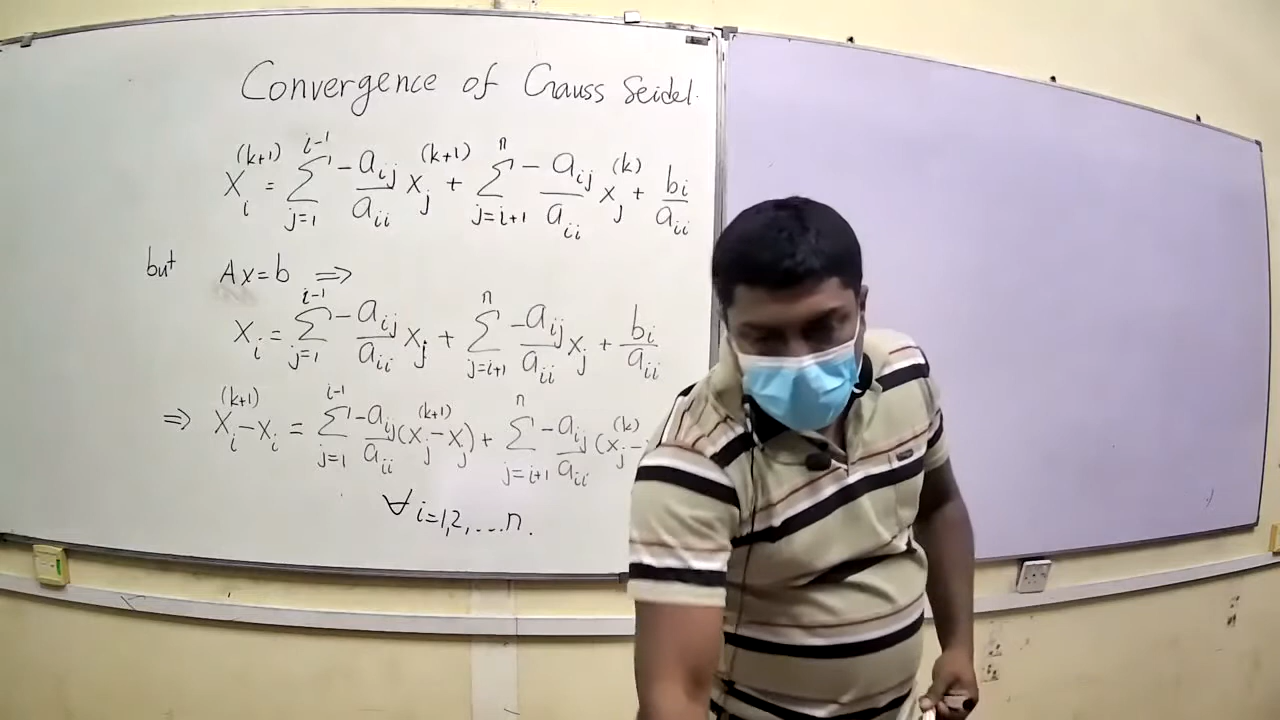 Convergence of Gauss Seidel.
x_i^(k+1) = Σ_{j=1}^{i-1} -a_ij/a_ii x_j^(k+1) + Σ_{j=i+1}^{n} -a_ij/a_ii x_j^(k) + b_i/a_ii
but Ax=b ⇒
x_i = Σ_{j=1}^{i-1} -a_ij/a_ii x_j + Σ_{j=i+1}^{n} -a_ij/a_ii x_j + b_i/a_ii
⇒ x_i^(k+1) - x_i = Σ_{j=1}^{i-1} -a_ij/a_ii (x_j^(k+1) - x_j) + Σ_{j=i+1}^{n} -a_ij/a_ii (x_j^(k) -
∀ i=1,2,...n.